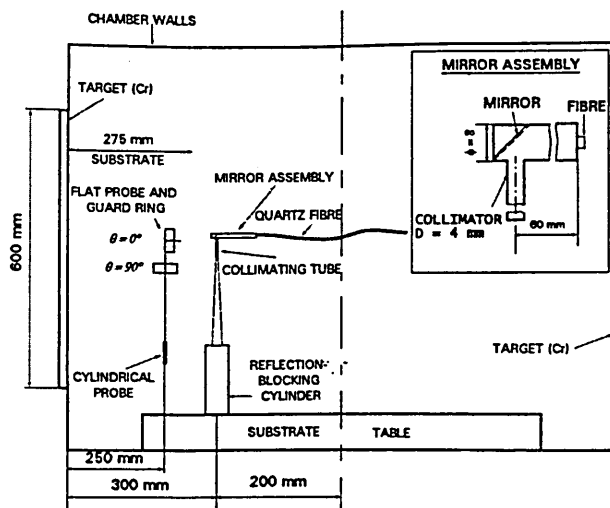 CHAMBER WALLS
TARGET (Cr)
275 mm
SUBSTRATE
FLAT PROBE AND
GUARD RING
θ = 0°
θ = 90°
600 mm
CYLINDRICAL
PROBE
MIRROR ASSEMBLY
QUARTZ FIBRE
COLLIMATING TUBE
REFLECTION-
BLOCKING
CYLINDER
SUBSTRATE TABLE
250 mm
300 mm
200 mm
MIRROR ASSEMBLY
MIRROR
FIBRE
COLLIMATOR
D = 4 mm
60 mm
TARGET (Cr)